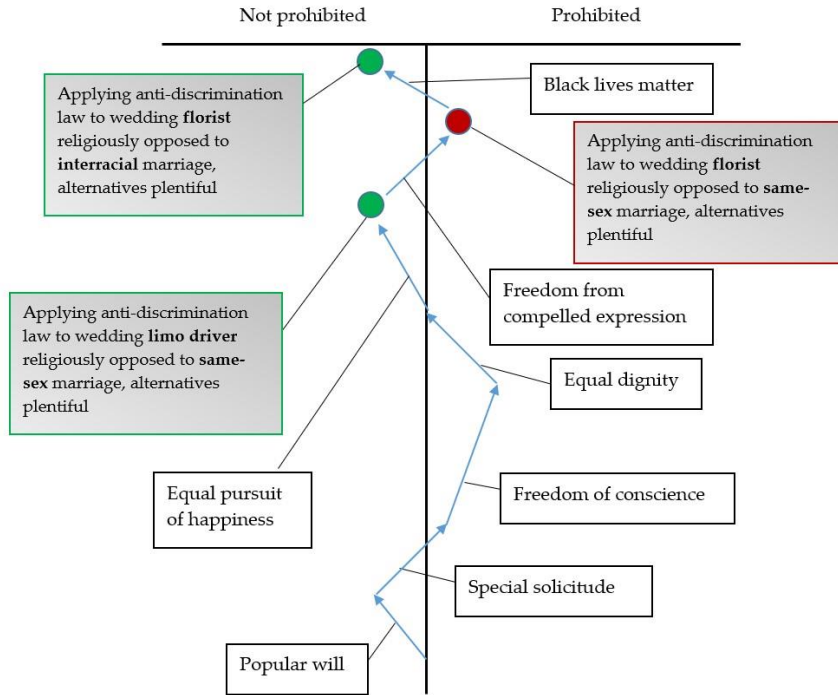 Not prohibited
Prohibited
Black lives matter
Applying anti-discrimination
law to wedding florist
religiously opposed to
interracial marriage,
alternatives plentiful
Applying anti-discrimination
law to wedding florist
religiously opposed to same-
sex marriage, alternatives
plentiful
Freedom from
compelled expression
Applying anti-discrimination
law to wedding limo driver
religiously opposed to same-
sex marriage, alternatives
plentiful
Equal dignity
Equal pursuit
of happiness
Freedom of conscience
Special solicitude
Popular will